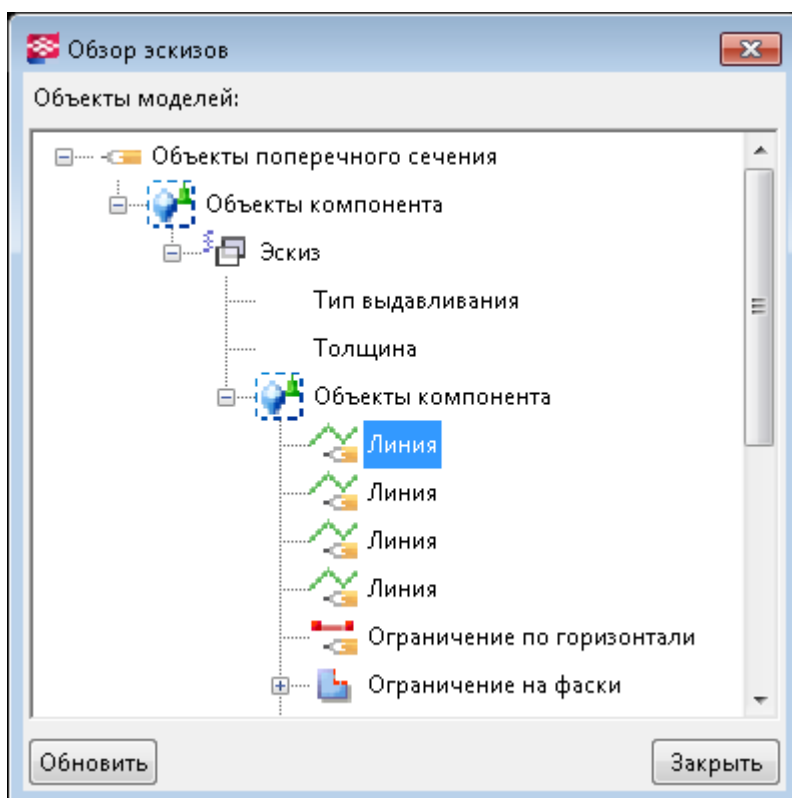 Обзор эскизов
Объекты моделей:
Объекты поперечного сечения
Объекты компонента
Эскиз
Тип выдавливания
Толщина
Объекты компонента
Линия
Линия
Линия
Линия
Ограничение по горизонтали
Ограничение на фаски
Обновить
Закрыть